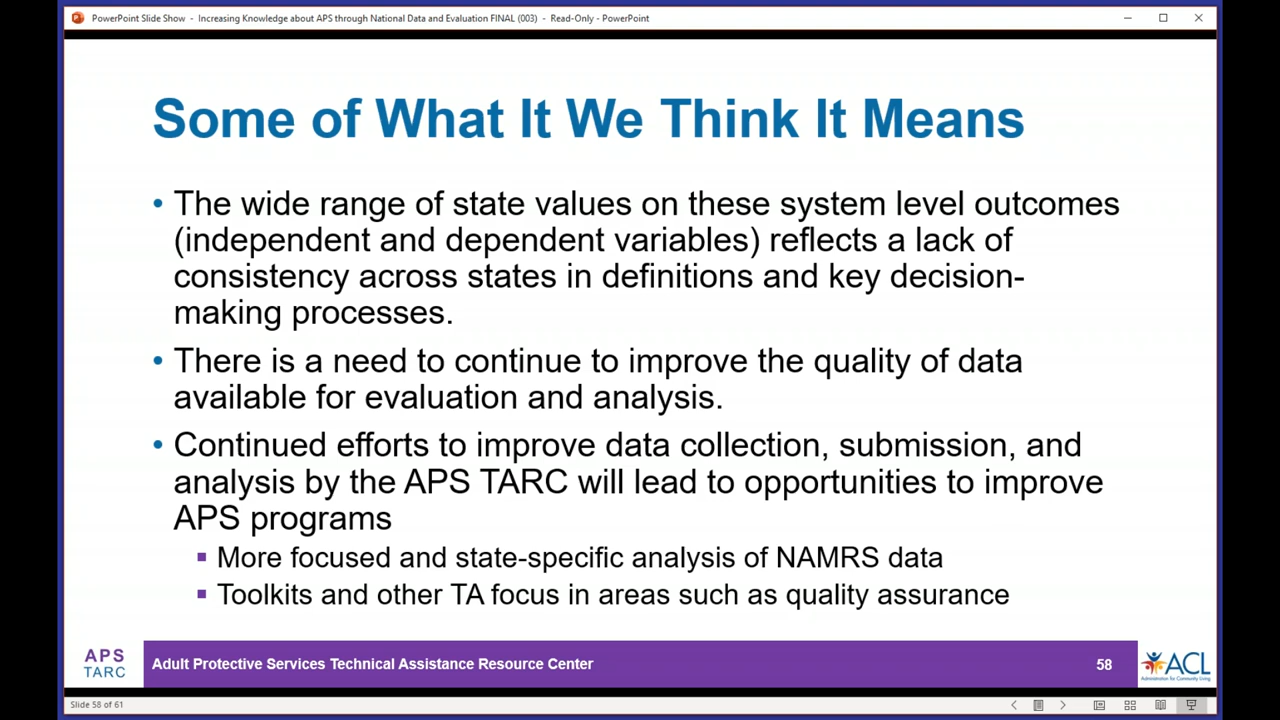 PowerPoint Slide Show - Increasing Knowledge about APS through National Data and Evaluation FINAL (003) - Read-Only - PowerPoint
Some of What It We Think It Means
• The wide range of state values on these system level outcomes
(independent and dependent variables) reflects a lack of
consistency across states in definitions and key decision-
making processes.
• There is a need to continue to improve the quality of data
available for evaluation and analysis.
• Continued efforts to improve data collection, submission, and
analysis by the APS TARC will lead to opportunities to improve
APS programs
▪ More focused and state-specific analysis of NAMRS data
▪ Toolkits and other TA focus in areas such as quality assurance
APS
TARC
Adult Protective Services Technical Assistance Resource Center
58
ACL
Administration for Community Living
Slide 58 of 61